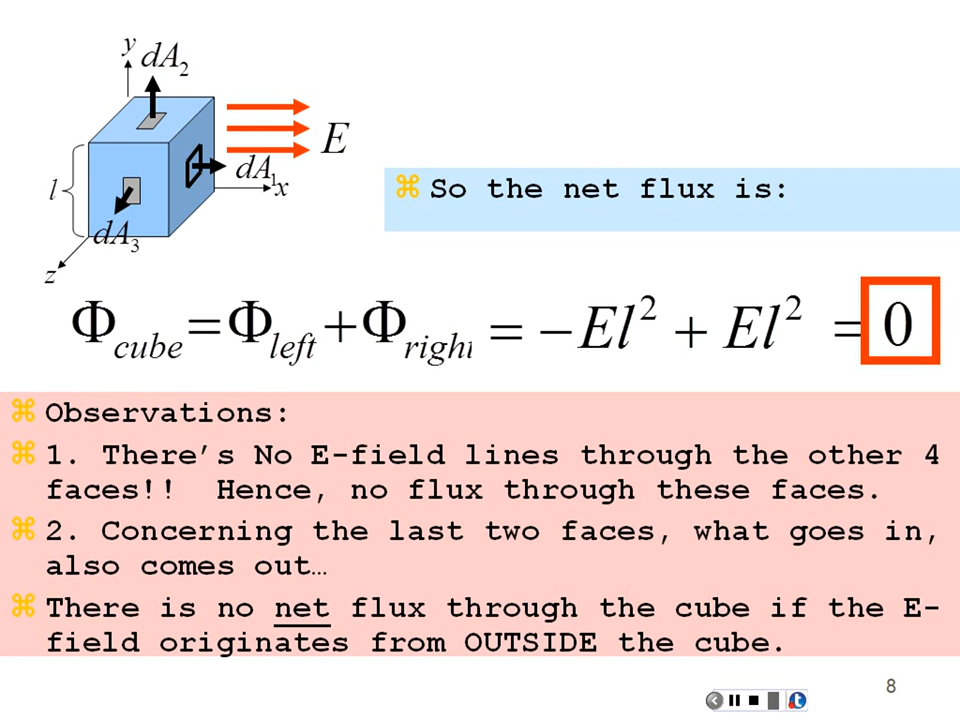 y
dA2
E
dA1
x
l
dA3
z
⌘ So the net flux is:
Φcube = Φleft + Φright = −El² + El² = 0
⌘ Observations:
⌘ 1. There's No E-field lines through the other 4
faces!! Hence, no flux through these faces.
⌘ 2. Concerning the last two faces, what goes in,
also comes out…
⌘ There is no net flux through the cube if the E-
field originates from OUTSIDE the cube.
8